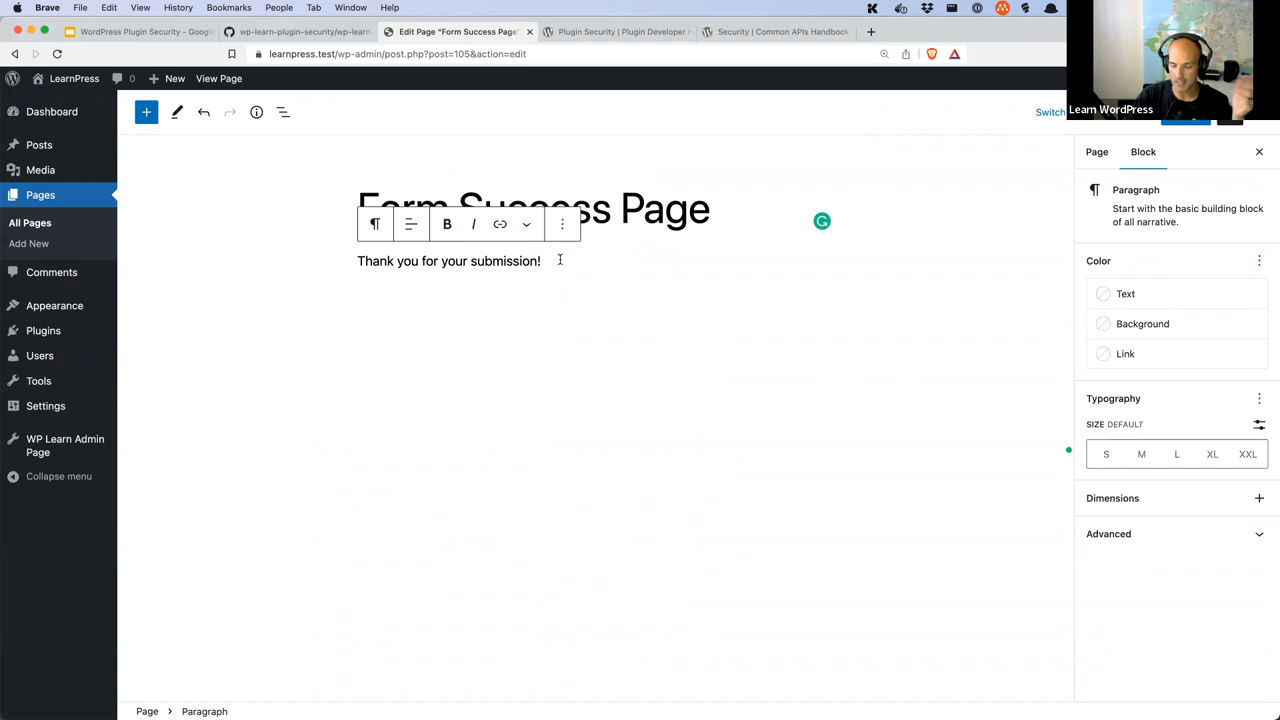 Brave File Edit View History Bookmarks People Tab Window Help
WordPress Plugin Security - Googl
wp-learn-plugin-security/wp-learn-
Edit Page "Form Success Page"
Plugin Security | Plugin Developer H
Security | Common APIs Handbook
learnpress.test/wp-admin/post.php?post=105&action=edit
LearnPress 0 New View Page
Learn WordPress
Dashboard
Posts
Media
Pages
All Pages
Add New
Comments
Appearance
Plugins
Users
Tools
Settings
WP Learn Admin
Page
Collapse menu
Switch
Form Success Page
B I
Thank you for your submission!
Page Block
Paragraph
Start with the basic building block
of all narrative.
Color
Text
Background
Link
Typography
SIZE DEFAULT
S M L XL XXL
Dimensions
Advanced
Page > Paragraph